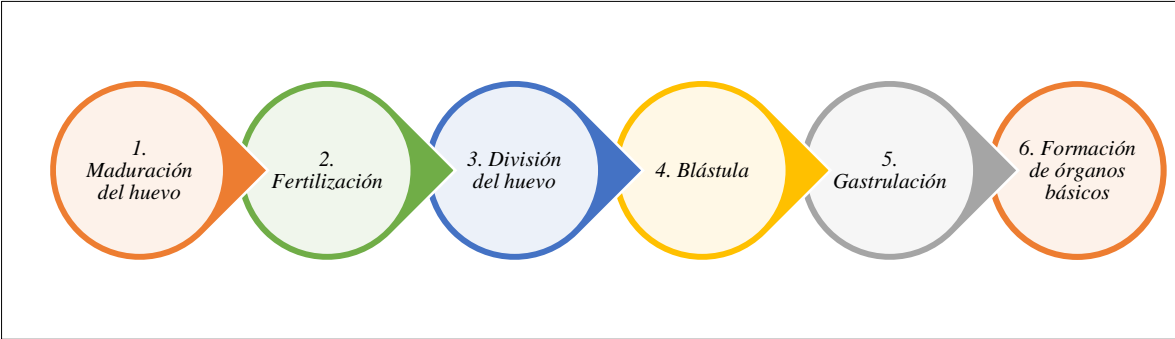 1.
Maduración
del huevo
2.
Fertilización
3. División
del huevo
4. Blástula
5.
Gastrulación
6. Formación
de órganos
básicos